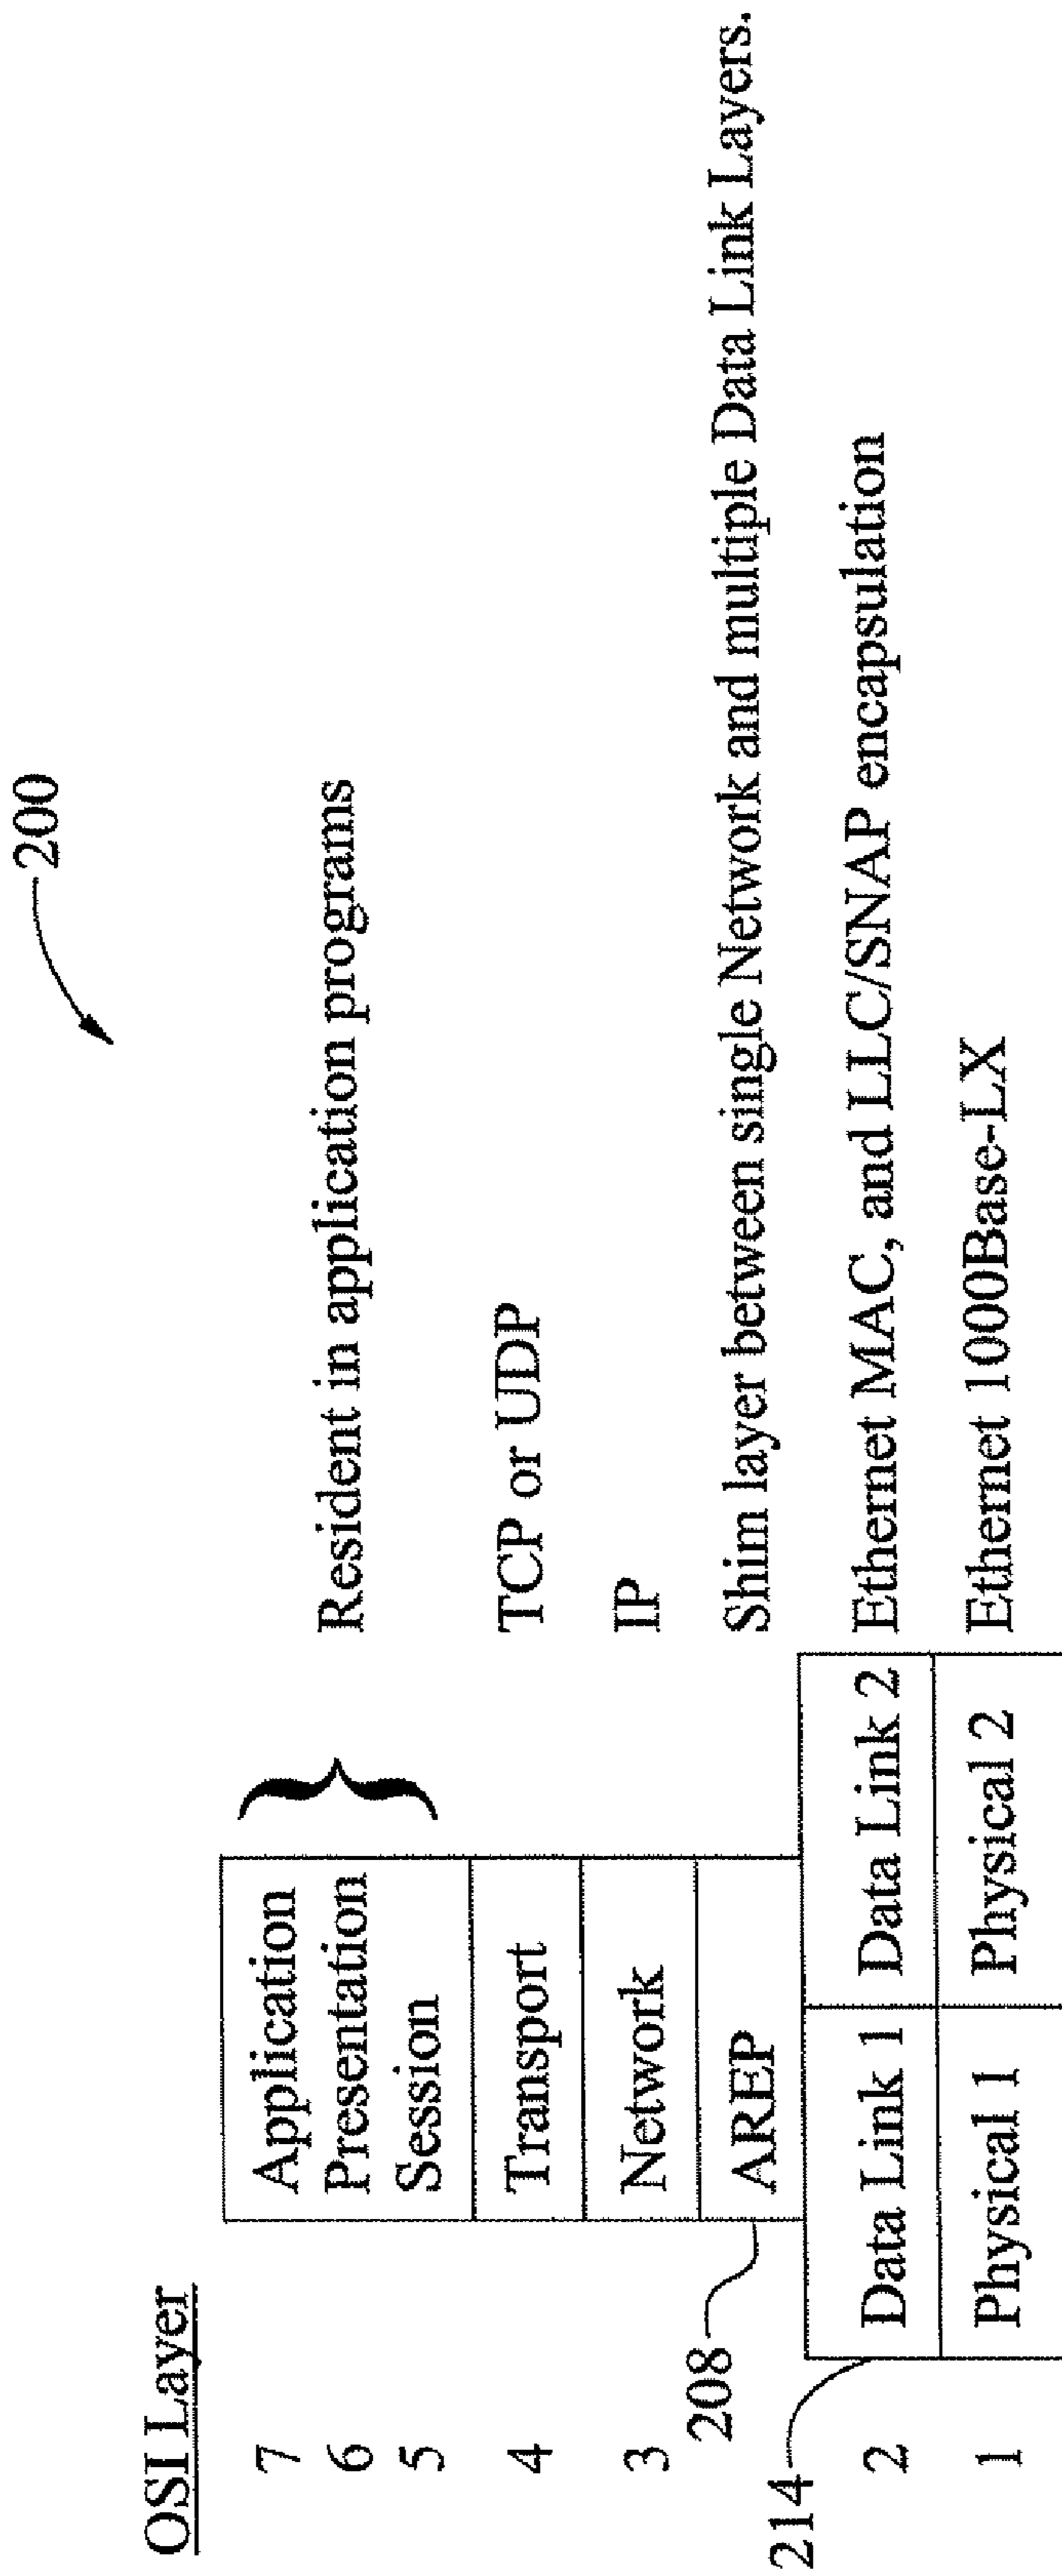 200
OSI Layer
7 Application
6 Presentation
5 Session
Resident in application programs
4 Transport TCP or UDP
3 Network IP
208 AREP Shim layer between single Network and multiple Data Link Layers.
214
2 Data Link 1 Data Link 2 Ethernet MAC, and LLC/SNAP encapsulation
1 Physical 1 Physical 2 Ethernet 1000Base-LX